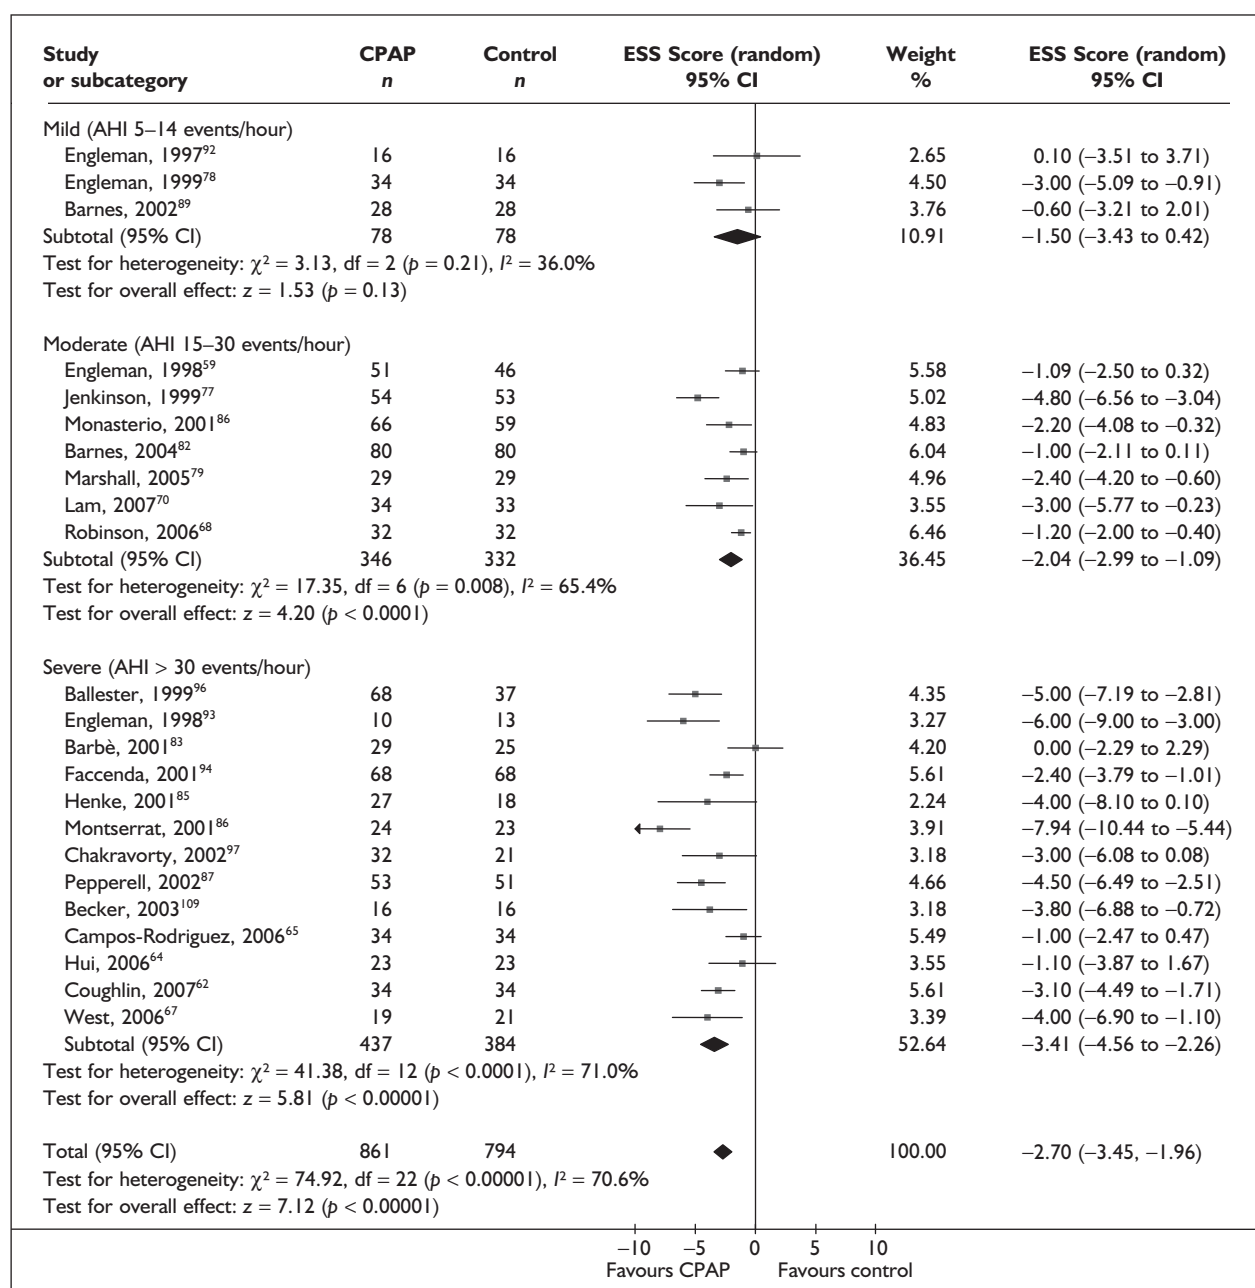 Study CPAP Control ESS Score (random) Weight ESS Score (random)
or subcategory n n 95% CI % 95% CI
Mild (AHI 5–14 events/hour)
Engleman, 1997⁹² 16 16 2.65 0.10 (−3.51 to 3.71)
Engleman, 1999⁷⁸ 34 34 4.50 −3.00 (−5.09 to −0.91)
Barnes, 2002⁸⁹ 28 28 3.76 −0.60 (−3.21 to 2.01)
Subtotal (95% CI) 78 78 10.91 −1.50 (−3.43 to 0.42)
Test for heterogeneity: χ² = 3.13, df = 2 (p = 0.21), I² = 36.0%
Test for overall effect: z = 1.53 (p = 0.13)
Moderate (AHI 15–30 events/hour)
Engleman, 1998⁵⁹ 51 46 5.58 −1.09 (−2.50 to 0.32)
Jenkinson, 1999⁷⁷ 54 53 5.02 −4.80 (−6.56 to −3.04)
Monasterio, 2001⁸⁶ 66 59 4.83 −2.20 (−4.08 to −0.32)
Barnes, 2004⁸² 80 80 6.04 −1.00 (−2.11 to 0.11)
Marshall, 2005⁷⁹ 29 29 4.96 −2.40 (−4.20 to −0.60)
Lam, 2007⁷⁰ 34 33 3.55 −3.00 (−5.77 to −0.23)
Robinson, 2006⁶⁸ 32 32 6.46 −1.20 (−2.00 to −0.40)
Subtotal (95% CI) 346 332 36.45 −2.04 (−2.99 to −1.09)
Test for heterogeneity: χ² = 17.35, df = 6 (p = 0.008), I² = 65.4%
Test for overall effect: z = 4.20 (p < 0.0001)
Severe (AHI > 30 events/hour)
Ballester, 1999⁹⁶ 68 37 4.35 −5.00 (−7.19 to −2.81)
Engleman, 1998⁹³ 10 13 3.27 −6.00 (−9.00 to −3.00)
Barbè, 2001⁸³ 29 25 4.20 0.00 (−2.29 to 2.29)
Faccenda, 2001⁹⁴ 68 68 5.61 −2.40 (−3.79 to −1.01)
Henke, 2001⁸⁵ 27 18 2.24 −4.00 (−8.10 to 0.10)
Montserrat, 2001⁸⁶ 24 23 3.91 −7.94 (−10.44 to −5.44)
Chakravorty, 2002⁹⁷ 32 21 3.18 −3.00 (−6.08 to 0.08)
Pepperell, 2002⁸⁷ 53 51 4.66 −4.50 (−6.49 to −2.51)
Becker, 2003¹⁰⁹ 16 16 3.18 −3.80 (−6.88 to −0.72)
Campos-Rodriguez, 2006⁶⁵ 34 34 5.49 −1.00 (−2.47 to 0.47)
Hui, 2006⁶⁴ 23 23 3.55 −1.10 (−3.87 to 1.67)
Coughlin, 2007⁶² 34 34 5.61 −3.10 (−4.49 to −1.71)
West, 2006⁶⁷ 19 21 3.39 −4.00 (−6.90 to −1.10)
Subtotal (95% CI) 437 384 52.64 −3.41 (−4.56 to −2.26)
Test for heterogeneity: χ² = 41.38, df = 12 (p < 0.0001), I² = 71.0%
Test for overall effect: z = 5.81 (p < 0.00001)
Total (95% CI) 861 794 100.00 −2.70 (−3.45, −1.96)
Test for heterogeneity: χ² = 74.92, df = 22 (p < 0.00001), I² = 70.6%
Test for overall effect: z = 7.12 (p < 0.00001)
−10 −5 0 5 10
Favours CPAP Favours control